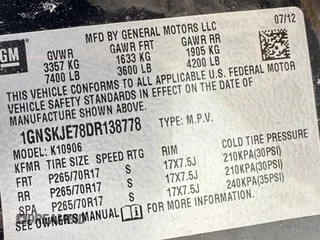 GM
MFD BY GENERAL MOTORS LLC
07/12
GVWR GAWR FRT GAWR RR
3357 KG 1633 KG 1905 KG
7400 LB 3600 LB 4200 LB
THIS VEHICLE CONFORMS TO ALL APPLICABLE U.S. FEDERAL MOTOR
VEHICLE SAFETY STANDARDS IN EFFECT ON THE DATE OF
MANUFACTURE SHOWN ABOVE.
1GNSKJE78DR138778 TYPE: M.P.V.
MODEL: K10906
KFMR TIRE SIZE SPEED RTG RIM COLD TIRE PRESSURE
FRT P265/70R17 S 17X7.5J 210KPA(30PSI)
RR P265/70R17 S 17X7.5J 210KPA(30PSI)
SPA P265/70R17 S 17X7.5J 240KPA(35PSI)
SEE OWNER'S MANUAL FOR MORE INFORMATION.